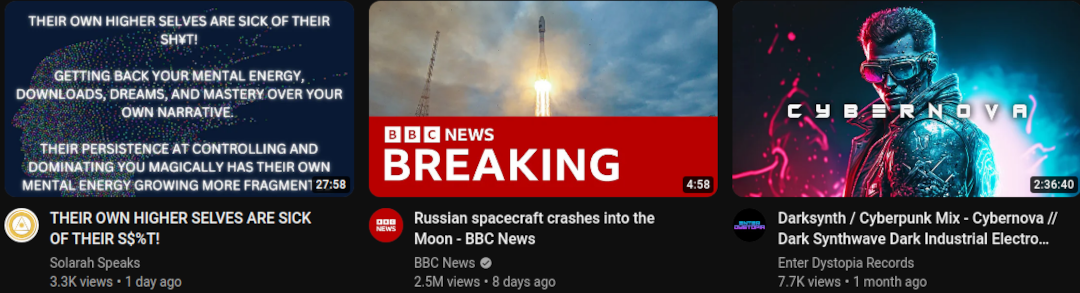 THEIR OWN HIGHER SELVES ARE SICK OF THEIR
SH¥T!
GETTING BACK YOUR MENTAL ENERGY,
DOWNLOADS, DREAMS, AND MASTERY OVER YOUR
OWN NARRATIVE.
THEIR PERSISTENCE AT CONTROLLING AND
DOMINATING YOU MAGICALLY HAS THEIR OWN
MENTAL ENERGY GROWING MORE FRAGMENT
27:58
THEIR OWN HIGHER SELVES ARE SICK
OF THEIR S$%T!
Solarah Speaks
3.3K views • 1 day ago
BBC NEWS
BREAKING
4:58
BBC
NEWS
Russian spacecraft crashes into the
Moon - BBC News
BBC News
2.5M views • 8 days ago
CYBERNOVA
2:36:40
ENTER
DYSTOPIA
Darksynth / Cyberpunk Mix - Cybernova //
Dark Synthwave Dark Industrial Electro...
Enter Dystopia Records
7.7K views • 1 month ago